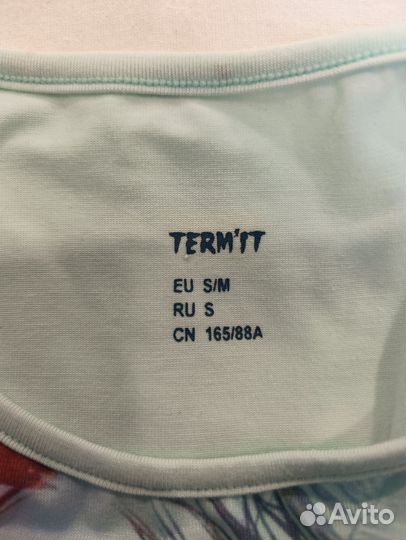 TERM'IT
EU S/M
RU S
CN 165/88A
Avito